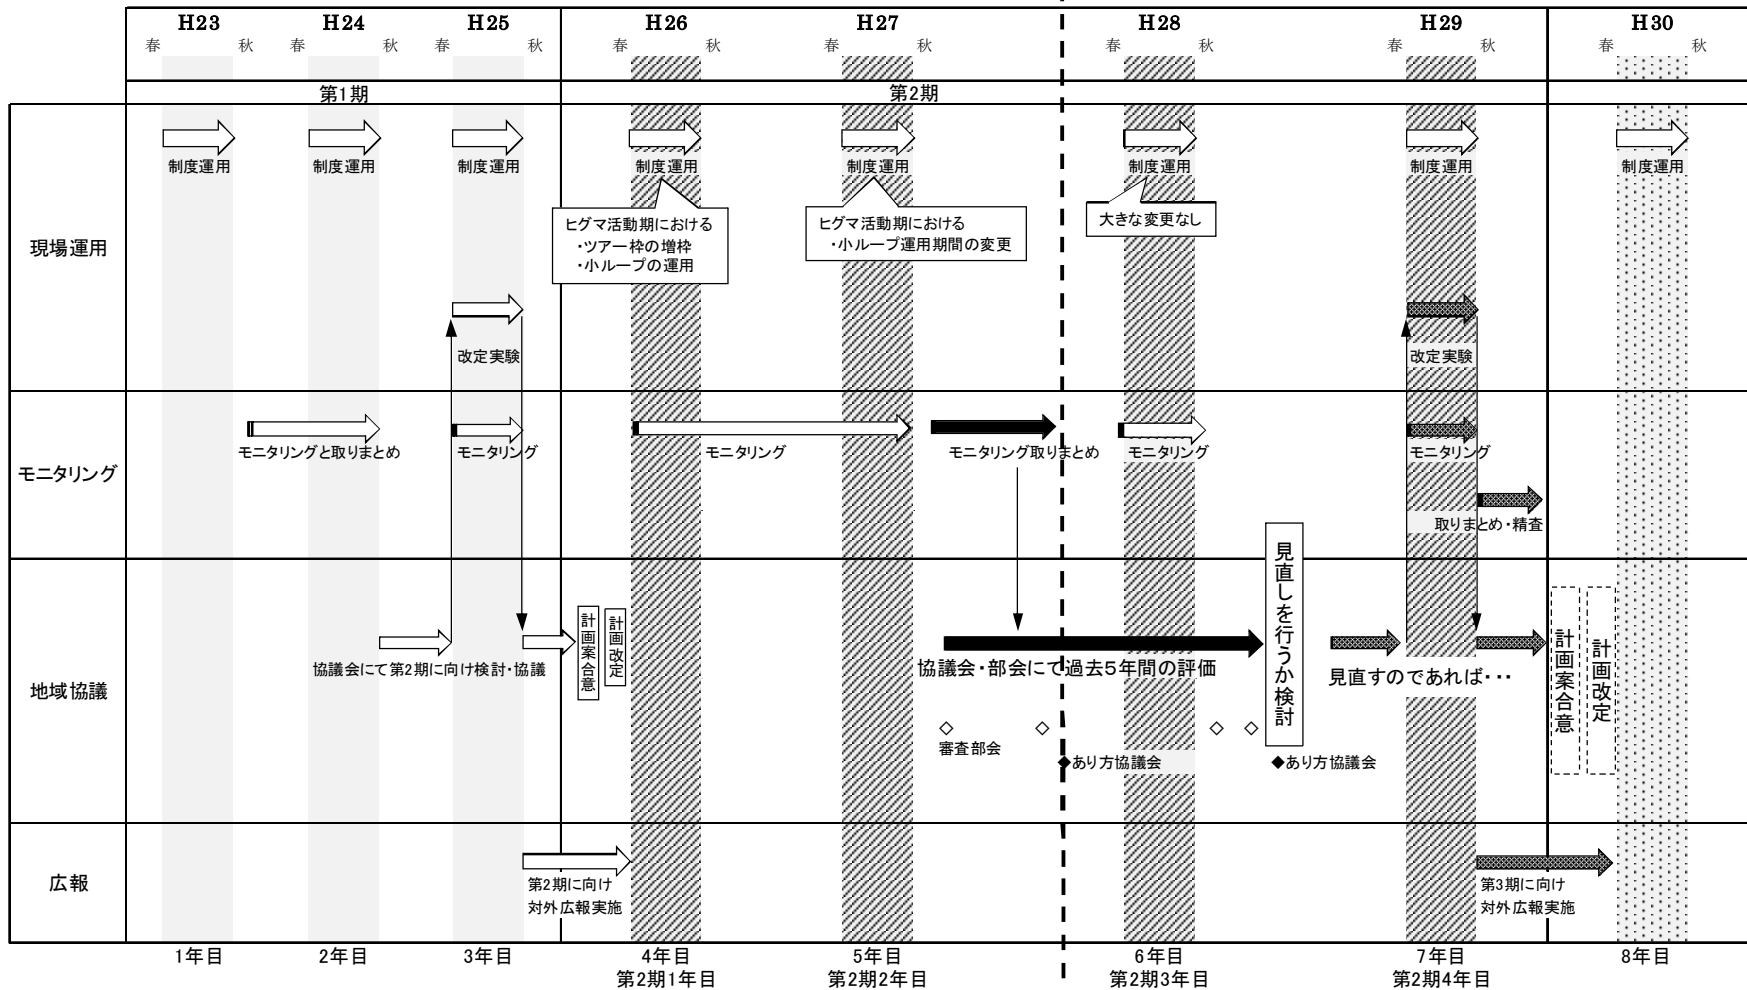 H23
H24
H25
H26
H27
H28
H29
H30
春 秋 春 秋 春 秋 春 秋 春 秋 春 秋 春 秋 春 秋
第1期
第2期
現場運用
制度運用
制度運用
制度運用
制度運用
制度運用
制度運用
制度運用
制度運用
ヒグマ活動期における
・ツアー枠の増枠
・小ループの運用
ヒグマ活動期における
・小ループ運用期間の変更
大きな変更なし
改定実験
改定実験
モニタリング
モニタリングと取りまとめ
モニタリング
モニタリング
モニタリング取りまとめ
モニタリング
モニタリング
取りまとめ・精査
地域協議
協議会にて第2期に向け検討・協議
計画案合意
計画改定
協議会・部会にて過去5年間の評価
見直しを行うか検討
見直すのであれば・・・
計画案合意
計画改定
◇ ◇ ◇ ◇
審査部会
◆あり方協議会
◆あり方協議会
広報
第2期に向け
対外広報実施
第3期に向け
対外広報実施
1年目
2年目
3年目
4年目
第2期1年目
5年目
第2期2年目
6年目
第2期3年目
7年目
第2期4年目
8年目